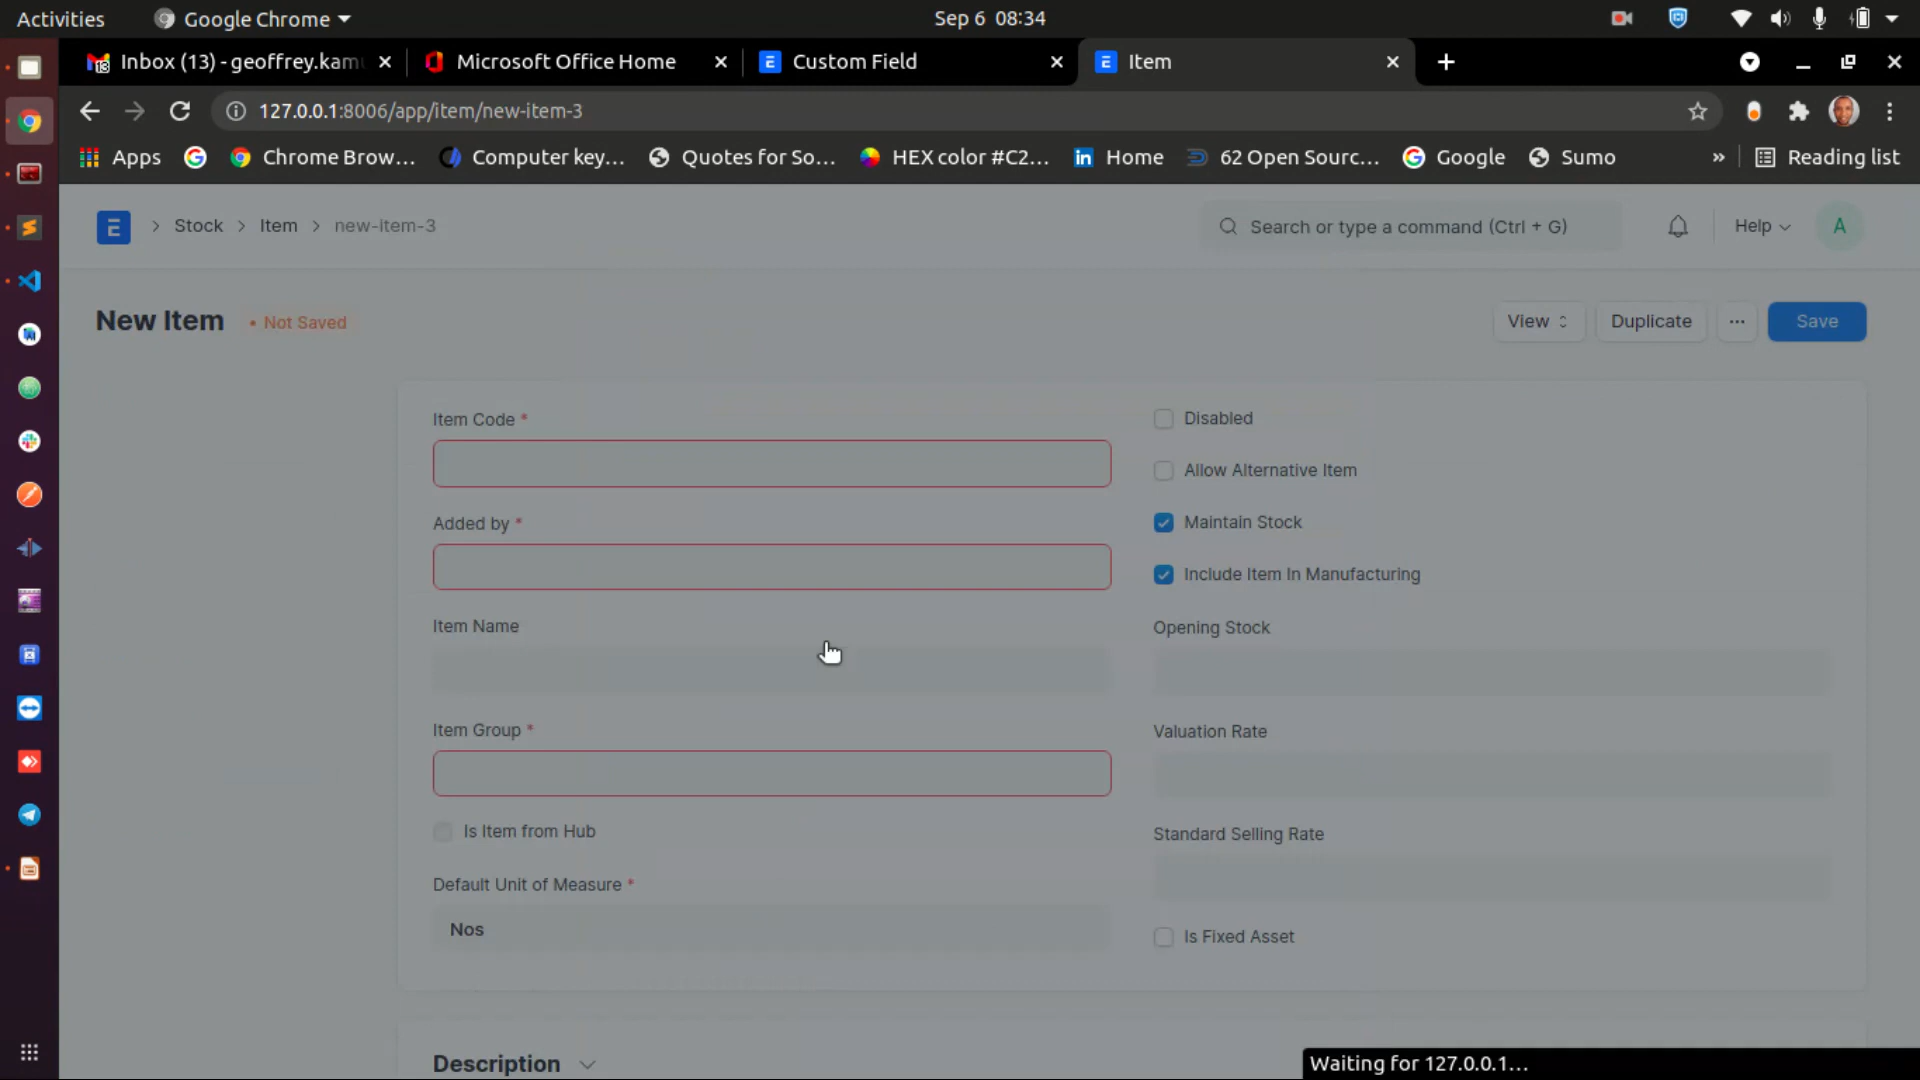 Activities
Google Chrome
Sep 6 08:34
Inbox (13) - geoffrey.kamu
Microsoft Office Home
Custom Field
Item
127.0.0.1:8006/app/item/new-item-3
Apps
Chrome Brow...
Computer key...
Quotes for So...
HEX color #C2...
Home
62 Open Sourc...
Google
Sumo
»
Reading list
E
Stock
Item
new-item-3
Search or type a command (Ctrl + G)
Help
A
New Item
• Not Saved
View
Duplicate
···
Save
Item Code *
Disabled
Allow Alternative Item
Added by *
Maintain Stock
Include Item In Manufacturing
Item Name
Opening Stock
Item Group *
Valuation Rate
Is Item from Hub
Standard Selling Rate
Default Unit of Measure *
Nos
Is Fixed Asset
Description
Waiting for 127.0.0.1...